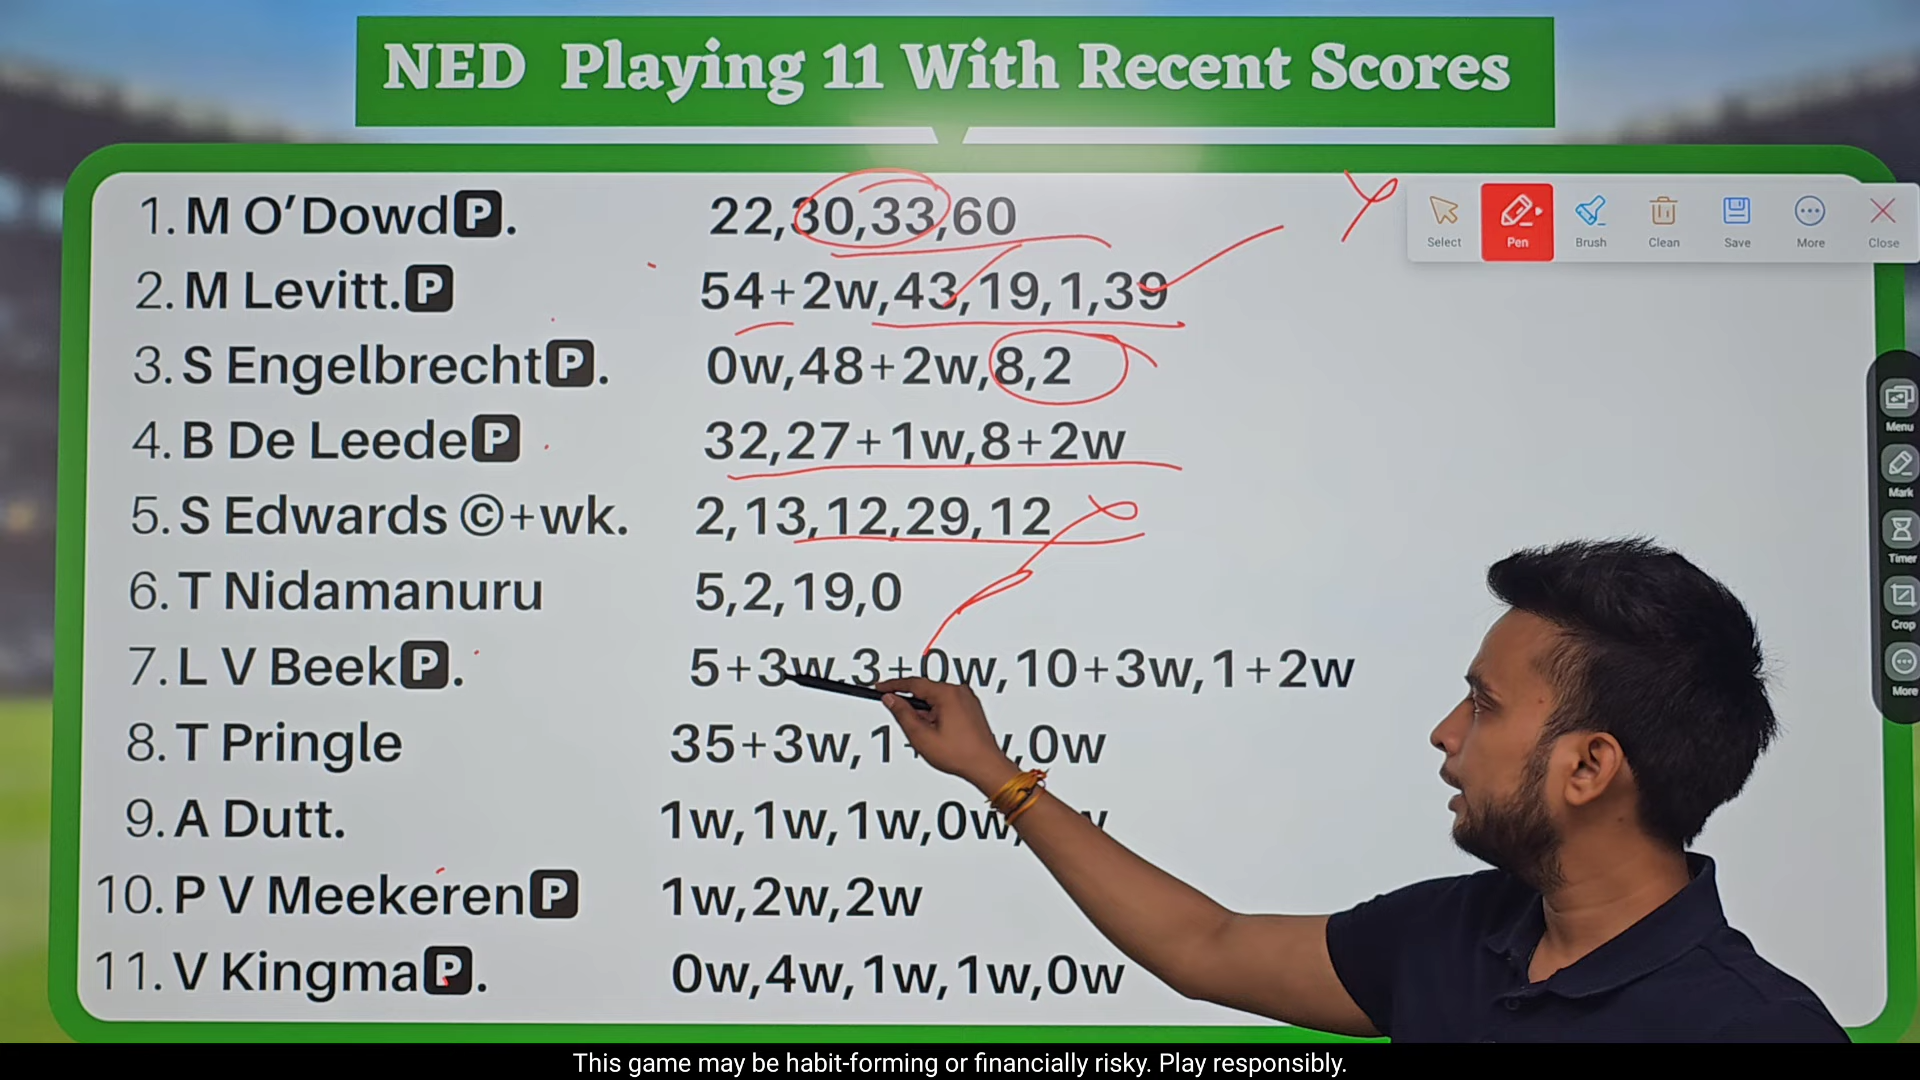 NED Playing 11 With Recent Scores
1. M O'Dowd P. 22,30,33,60
2. M Levitt. P 54+2w,43,19,1,39
3. S Engelbrecht P. 0w,48+2w,8,2
4. B De Leede P 32,27+1w,8+2w
5. S Edwards ©+wk. 2,13,12,29,12
6. T Nidamanuru 5,2,19,0
7. L V Beek P. 5+3w,3+0w,10+3w,1+2w
8. T Pringle 35+3w,1+ ,0w
9. A Dutt. 1w,1w,1w,0w,
10. P V Meekeren P 1w,2w,2w
11. V Kingma P. 0w,4w,1w,1w,0w
Select Pen Brush Clean Save More Close
Menu
Mark
Timer
Crop
More
This game may be habit-forming or financially risky. Play responsibly.